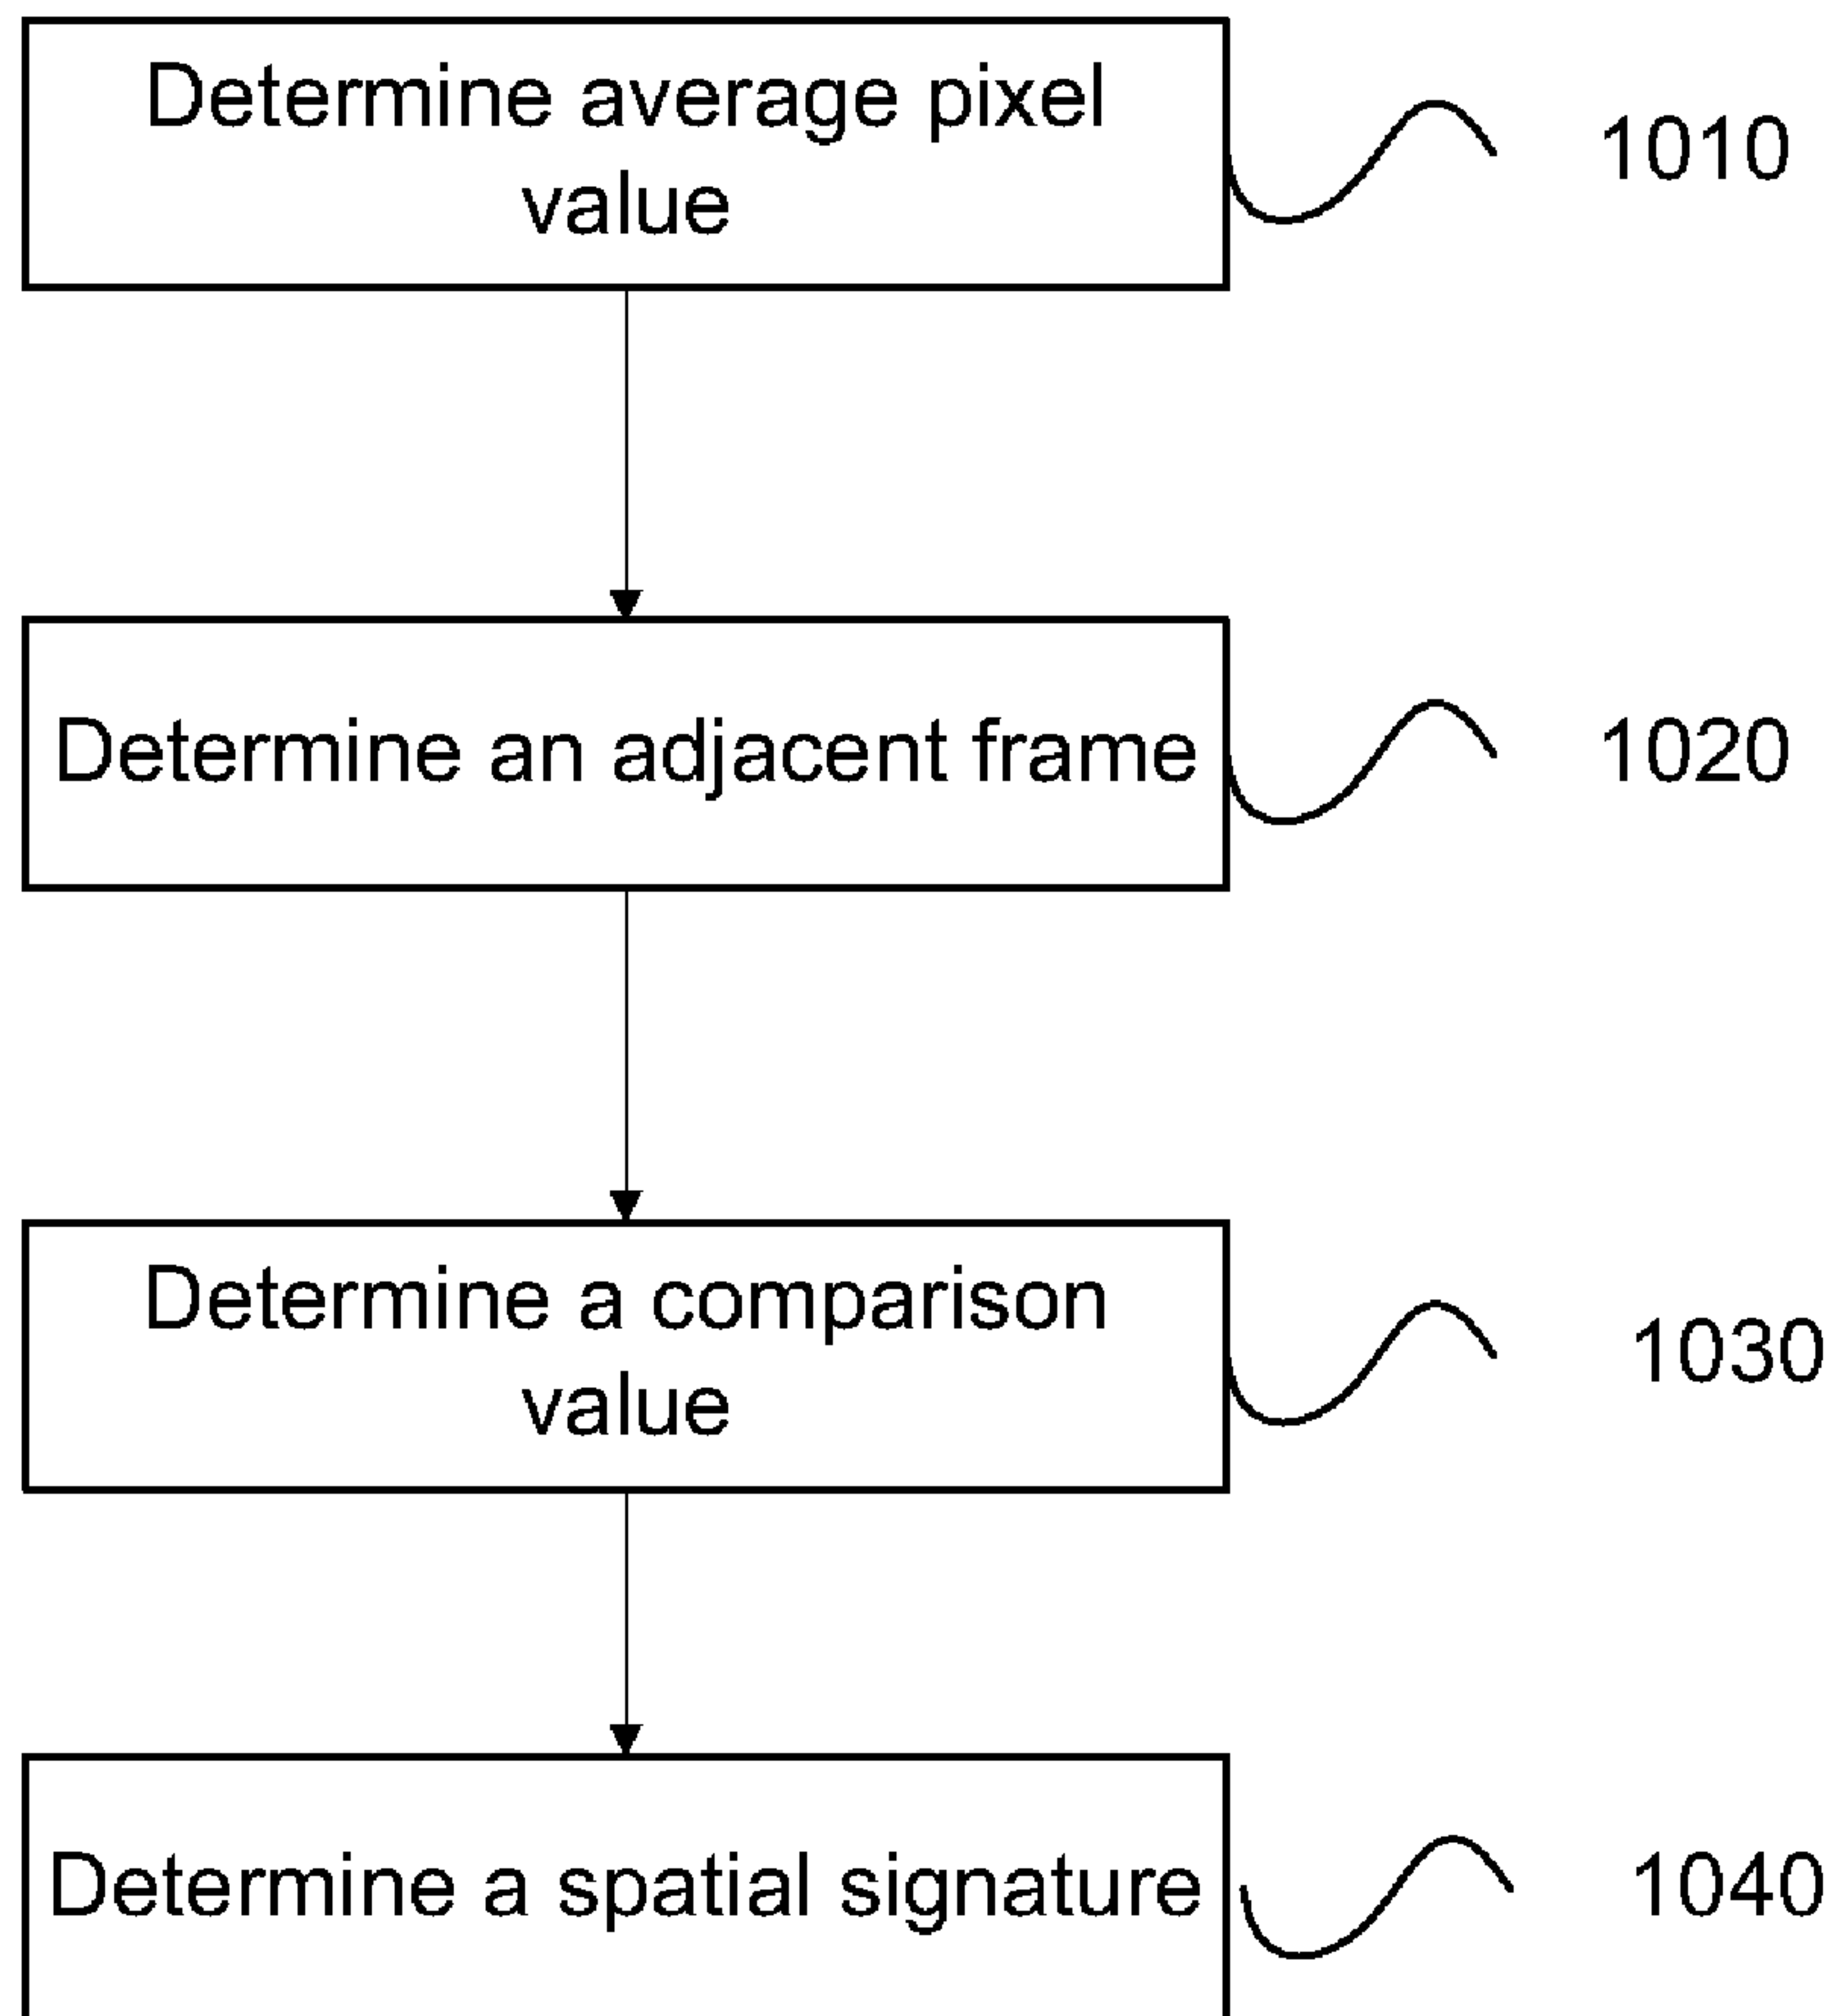 Determine average pixel
value
1010
Determine an adjacent frame
1020
Determine a comparison
value
1030
Determine a spatial signature
1040